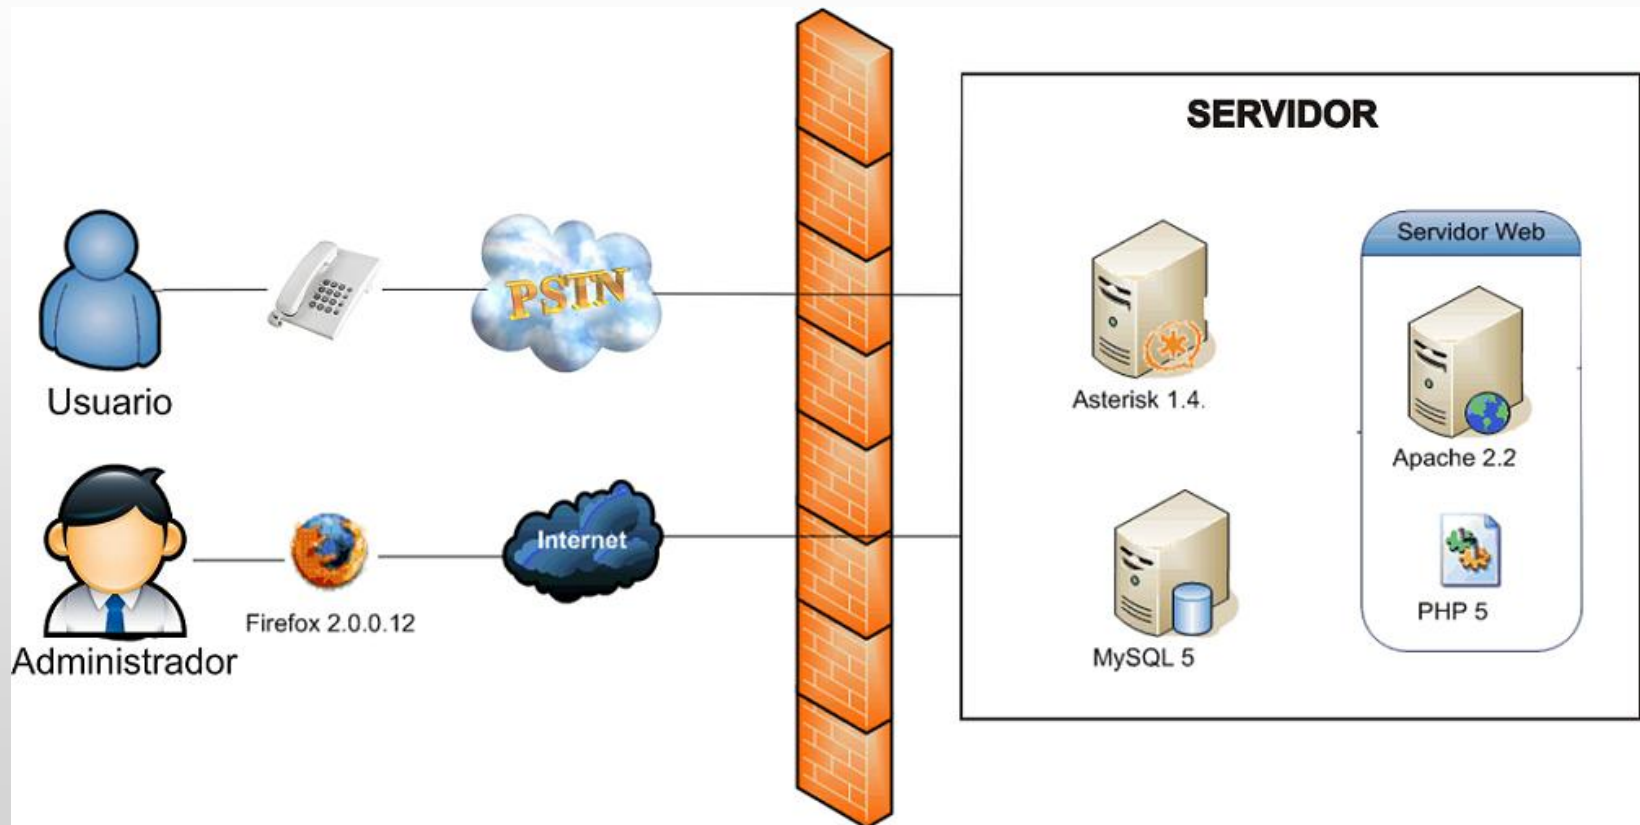 SERVIDOR
Servidor Web
PSTN
Usuario
Asterisk 1.4.
Apache 2.2
Internet
Firefox 2.0.0.12
PHP 5
Administrador
MySQL 5